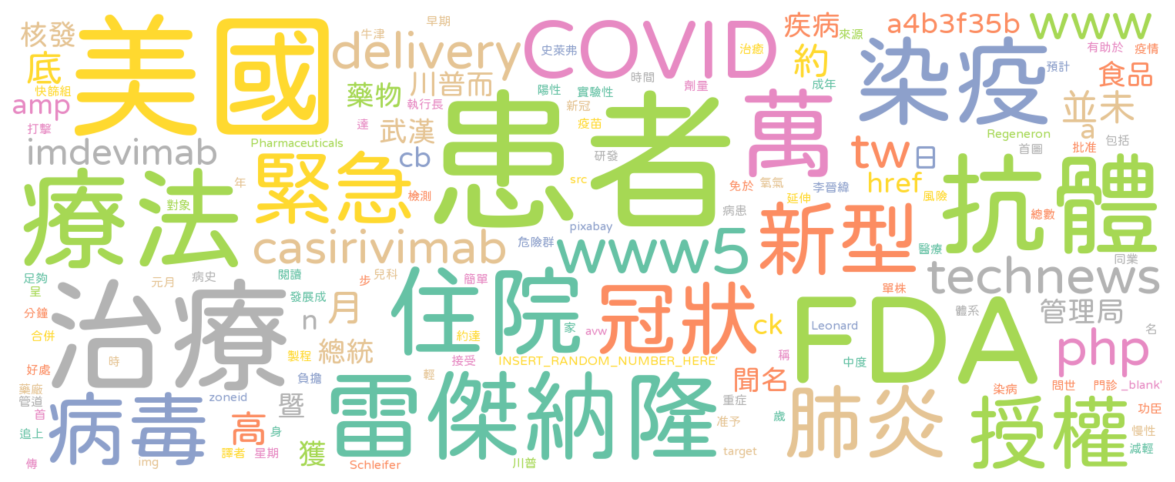 早期
核發
美國
牛津
delivery
COVID
疾病
來源
a4b3f35b
www
底
快篩組
史萊弗
治癒
約
染疫
有助於
疫情
預計
食品
amp
打擊
川普而
藥物
執行長
陽性
時間
實驗性
劑量
成年
新冠
患者
萬
並未
達
武漢
疫苗
Pharmaceuticals
Regeneron
a
批准
包括
imdevimab
緊急
cb
研發
tw
日
首圖
抗體
療法
年
對象
檢測
src
免於
氫氣
延伸
李晉緯
href
風險
總數
病患
pixabay
新型
casirivimab
危險群
www5
醫療
同業
足夠
呈
元月
病史
閱讀
步
兒科
簡單
technews
單株
分鐘
發展成
月
住院
冠狀
體系
管理局
合併
治療
n
約達
家
avw
ck
Leonard
FDA
php
名
好處
時
製程
總統
接受
INSERT_RANDOM_NUMBER_HERE'
稱
中度
藥廠
負擔
輕
聞名
染病
問世
門診
_blank'
管道
首
病毒
zoneid
暨
雷傑納隆
重症
歲
肺炎
授權
功臣
追上
高
身
獲
准予
慢性
減輕
傳
img
譯者
星期
Schleifer
川普
target